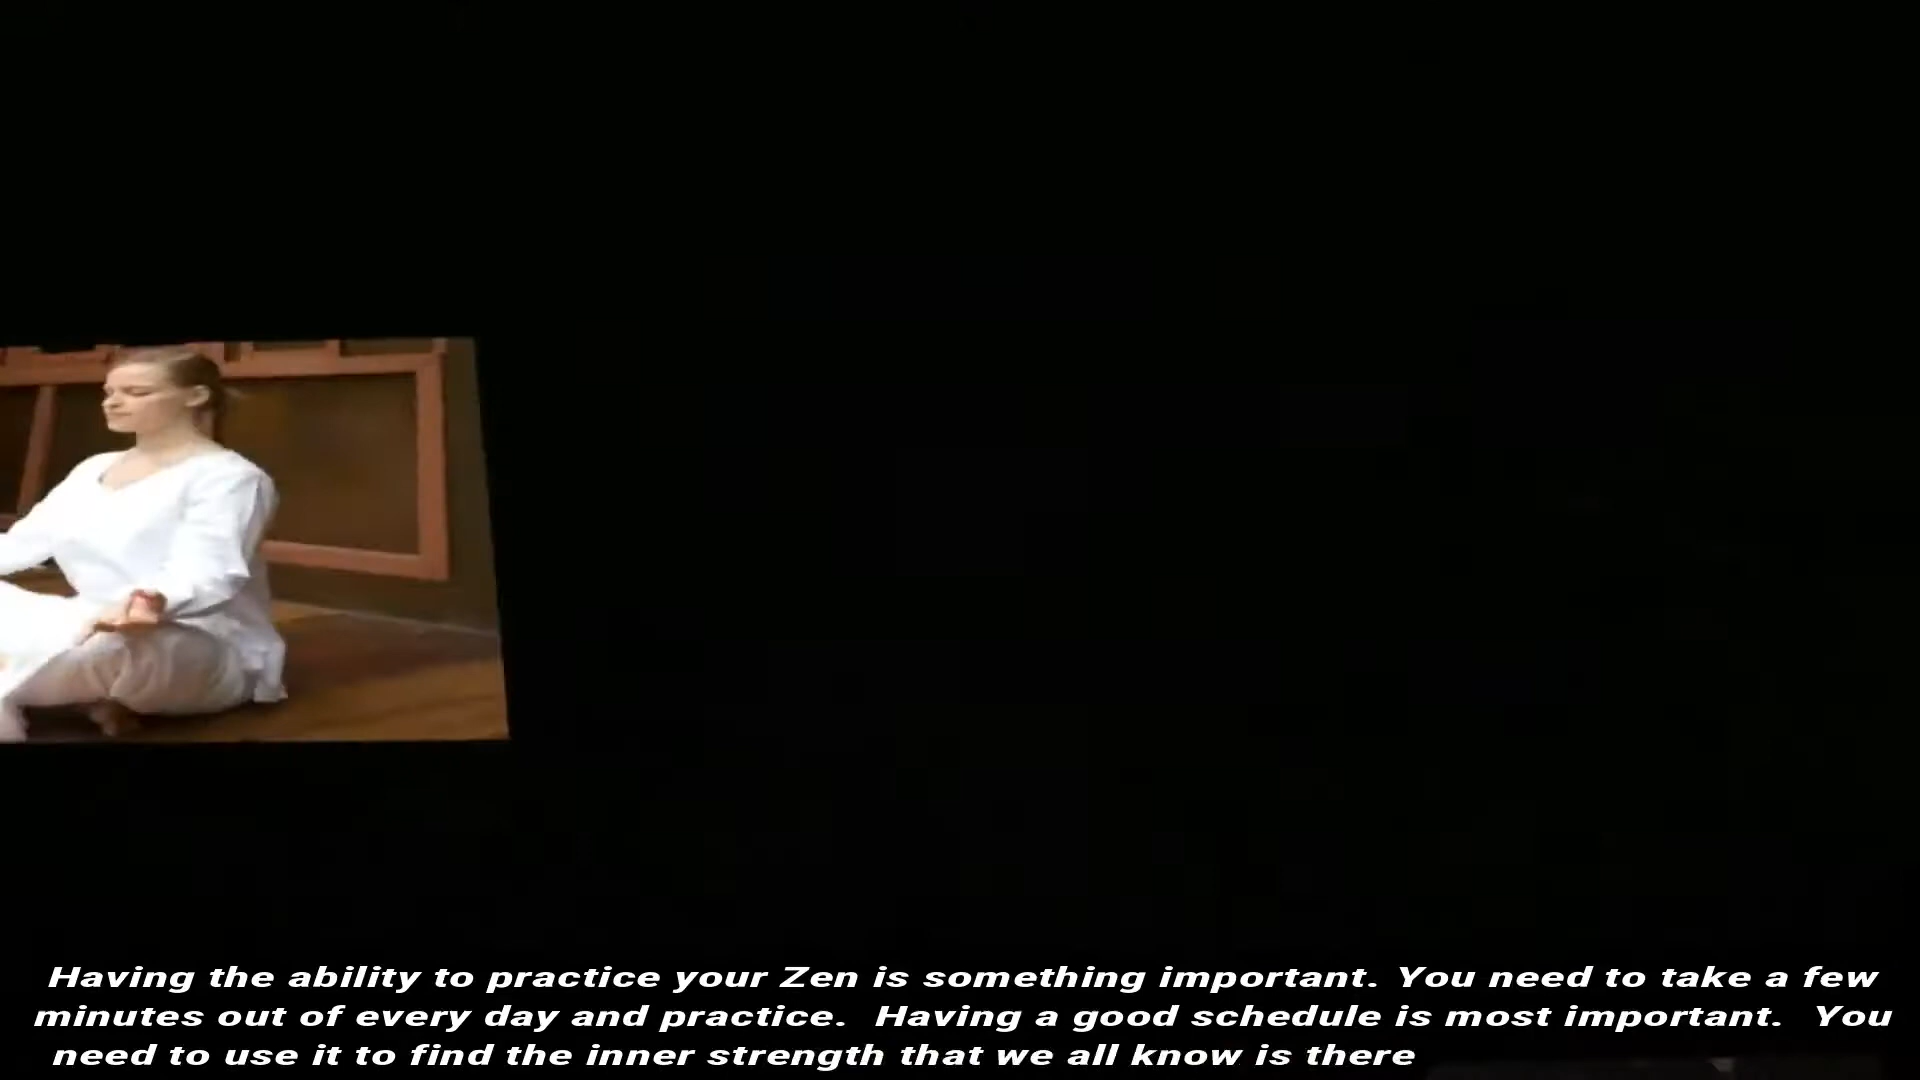 Having the ability to practice your Zen is something important. You need to take a few
minutes out of every day and practice.  Having a good schedule is most important.  You
need to use it to find the inner strength that we all know is there